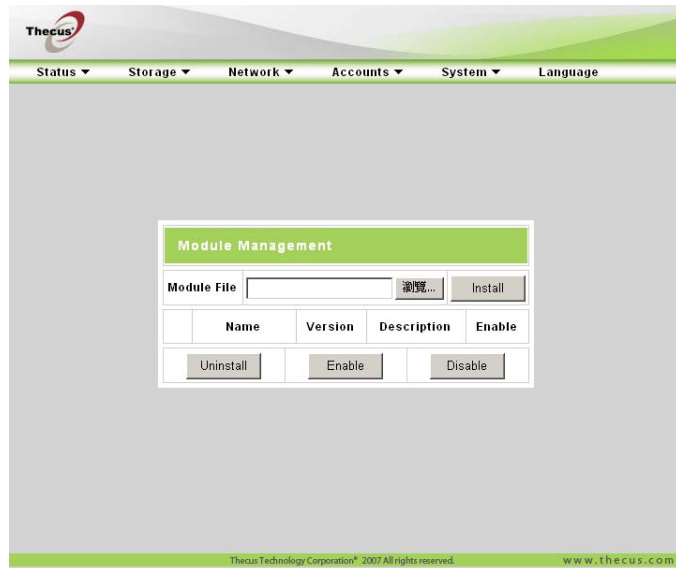 Thecus
Status ▼ Storage ▼ Network ▼ Accounts ▼ System ▼ Language
Module Management
Module File 瀏覽... Install
Name Version Description Enable
Uninstall Enable Disable
Thecus Technology Corporation® 2007 All rights reserved. www.thecus.com